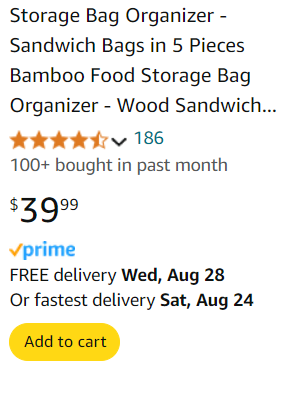 Storage Bag Organizer -
Sandwich Bags in 5 Pieces
Bamboo Food Storage Bag
Organizer - Wood Sandwich...
186
100+ bought in past month
$39.99
prime
FREE delivery Wed, Aug 28
Or fastest delivery Sat, Aug 24
Add to cart